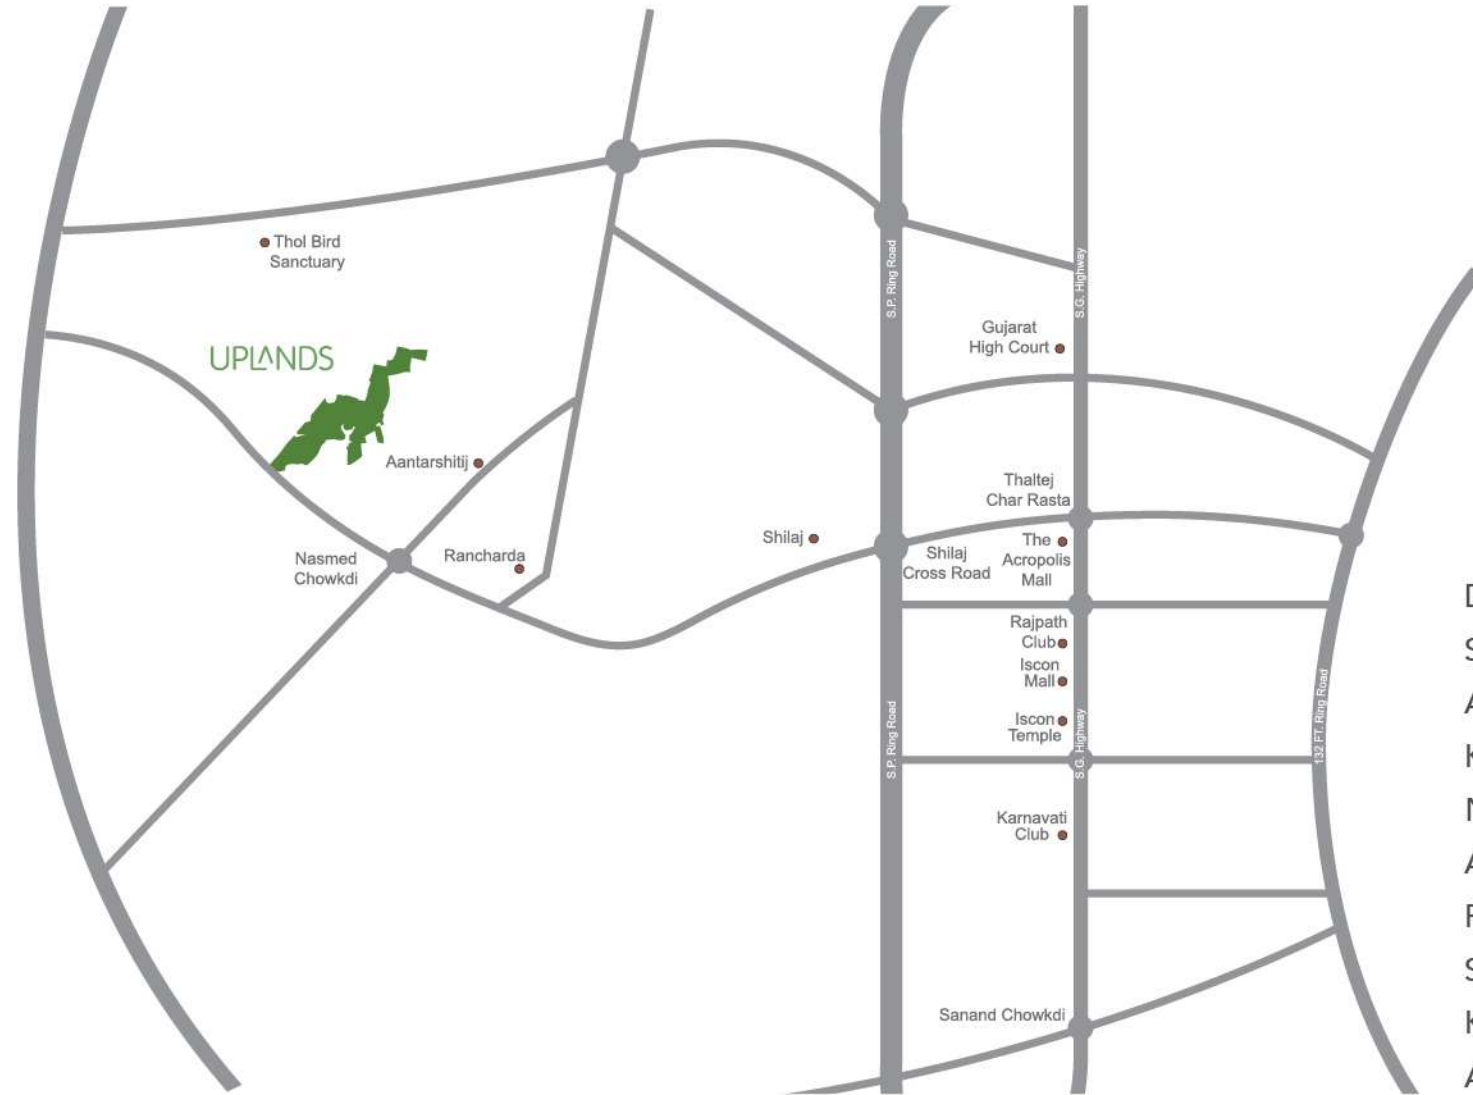 Thol Bird
Sanctuary
UPLANDS
Aantarshitij
Nasmed
Chowkdi
Rancharda
Shilaj
S.P. Ring Road
S.G. Highway
Gujarat
High Court
Thaltej
Char Rasta
Shilaj
Cross Road
The
Acropolis
Mall
Rajpath
Club
Iscon
Mall
Iscon
Temple
S.P. Ring Road
S.G. Highway
132 FT. Ring Road
Karnavati
Club
Sanand Chowkdi